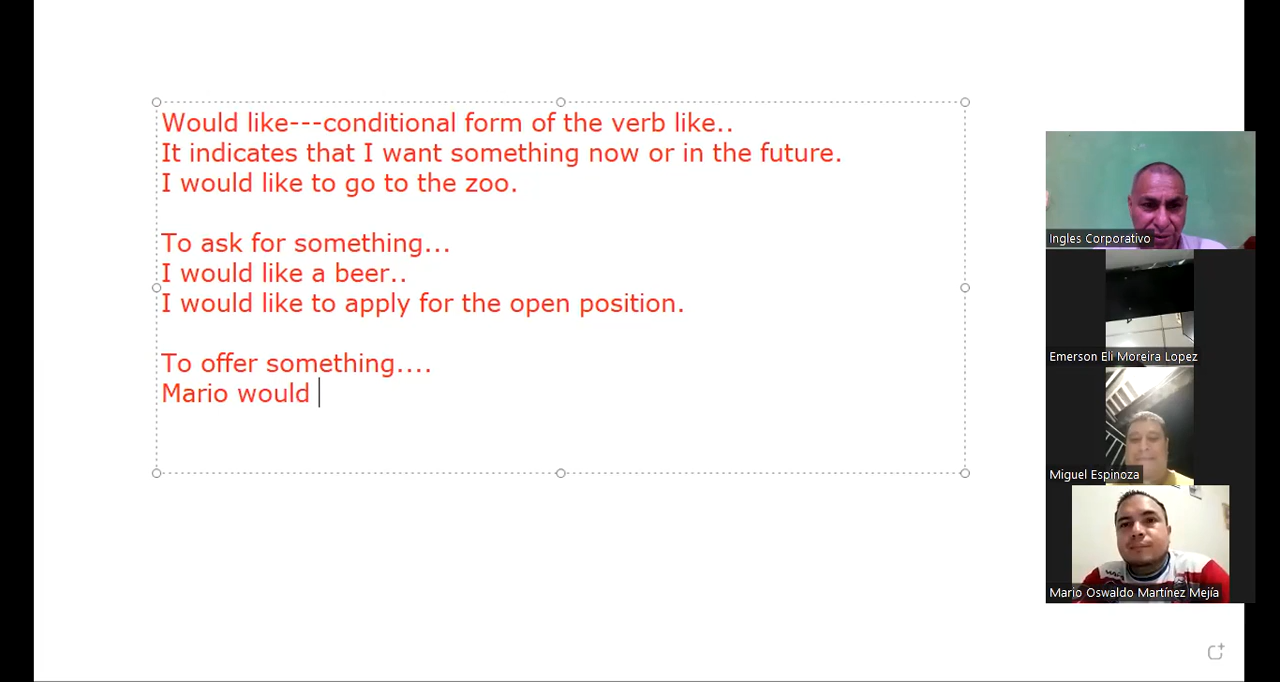 Would like---conditional form of the verb like..
It indicates that I want something now or in the future.
I would like to go to the zoo.
To ask for something...
I would like a beer..
I would like to apply for the open position.
To offer something....
Mario would
Ingles Corporativo
Emerson Eli Moreira Lopez
Miguel Espinoza
Mario Oswaldo Martínez Mejía